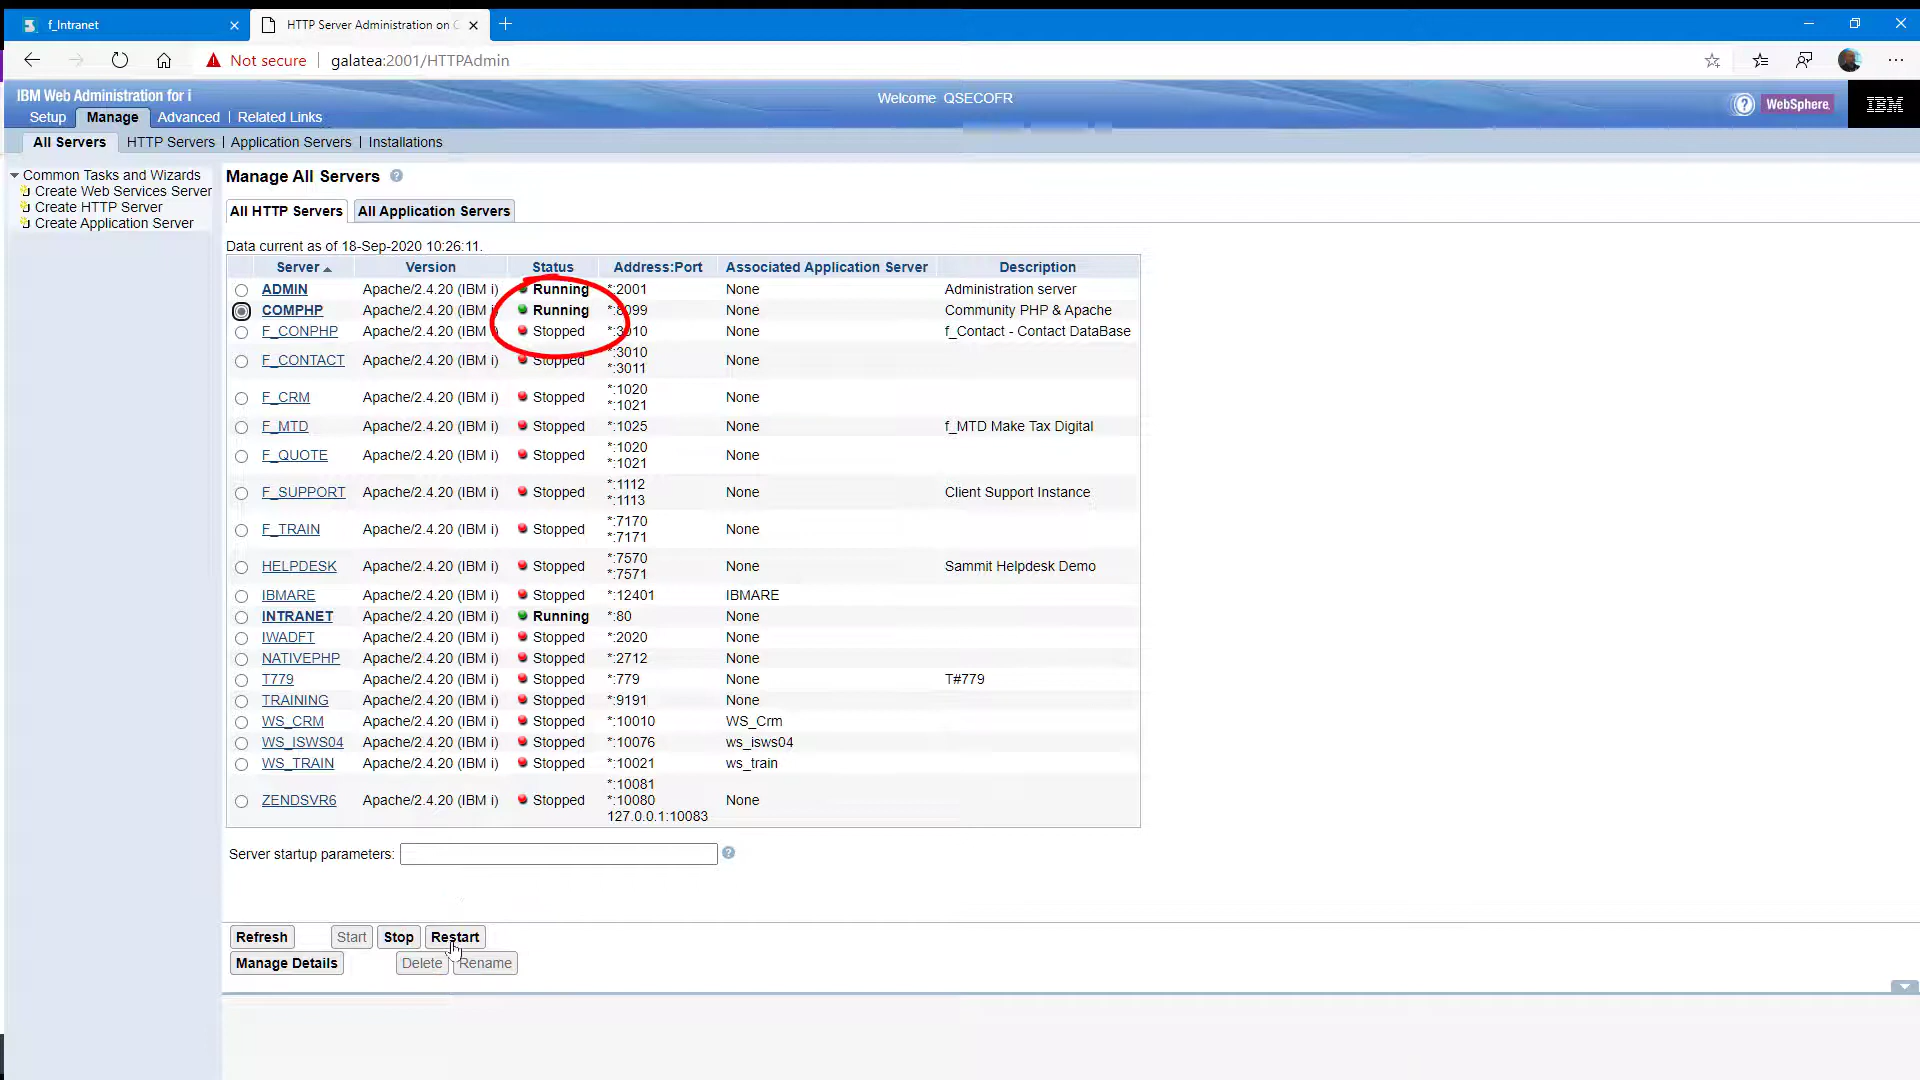 f_Intranet
HTTP Server Administration on
Not secure galatea:2001/HTTPAdmin
IBM Web Administration for i
Welcome QSECOFR
WebSphere.
IBM
Setup Manage Advanced | Related Links
All Servers HTTP Servers | Application Servers | Installations
Common Tasks and Wizards
Create Web Services Server
Create HTTP Server
Create Application Server
Manage All Servers
All HTTP Servers All Application Servers
Data current as of 18-Sep-2020 10:26:11.
Server Version Status Address:Port Associated Application Server Description
ADMIN Apache/2.4.20 (IBM i) Running *:2001 None Administration server
COMPHP Apache/2.4.20 (IBM i) Running *:8099 None Community PHP & Apache
F_CONPHP Apache/2.4.20 (IBM i) Stopped *:3010 None f_Contact - Contact DataBase
F_CONTACT Apache/2.4.20 (IBM i) Stopped *:3010 None
*:3011
F_CRM Apache/2.4.20 (IBM i) Stopped *:1020 None
*:1021
F_MTD Apache/2.4.20 (IBM i) Stopped *:1025 None f_MTD Make Tax Digital
F_QUOTE Apache/2.4.20 (IBM i) Stopped *:1020 None
*:1021
F_SUPPORT Apache/2.4.20 (IBM i) Stopped *:1112 None Client Support Instance
*:1113
F_TRAIN Apache/2.4.20 (IBM i) Stopped *:7170 None
*:7171
HELPDESK Apache/2.4.20 (IBM i) Stopped *:7570 None Sammit Helpdesk Demo
*:7571
IBMARE Apache/2.4.20 (IBM i) Stopped *:12401 IBMARE
INTRANET Apache/2.4.20 (IBM i) Running *:80 None
IWADFT Apache/2.4.20 (IBM i) Stopped *:2020 None
NATIVEPHP Apache/2.4.20 (IBM i) Stopped *:2712 None
T779 Apache/2.4.20 (IBM i) Stopped *:779 None T#779
TRAINING Apache/2.4.20 (IBM i) Stopped *:9191 None
WS_CRM Apache/2.4.20 (IBM i) Stopped *:10010 WS_Crm
WS_ISWS04 Apache/2.4.20 (IBM i) Stopped *:10076 ws_isws04
WS_TRAIN Apache/2.4.20 (IBM i) Stopped *:10021 ws_train
ZENDSVR6 Apache/2.4.20 (IBM i) Stopped *:10081 None
*:10080
127.0.0.1:10083
Server startup parameters:
Refresh Start Stop Restart
Manage Details Delete Rename